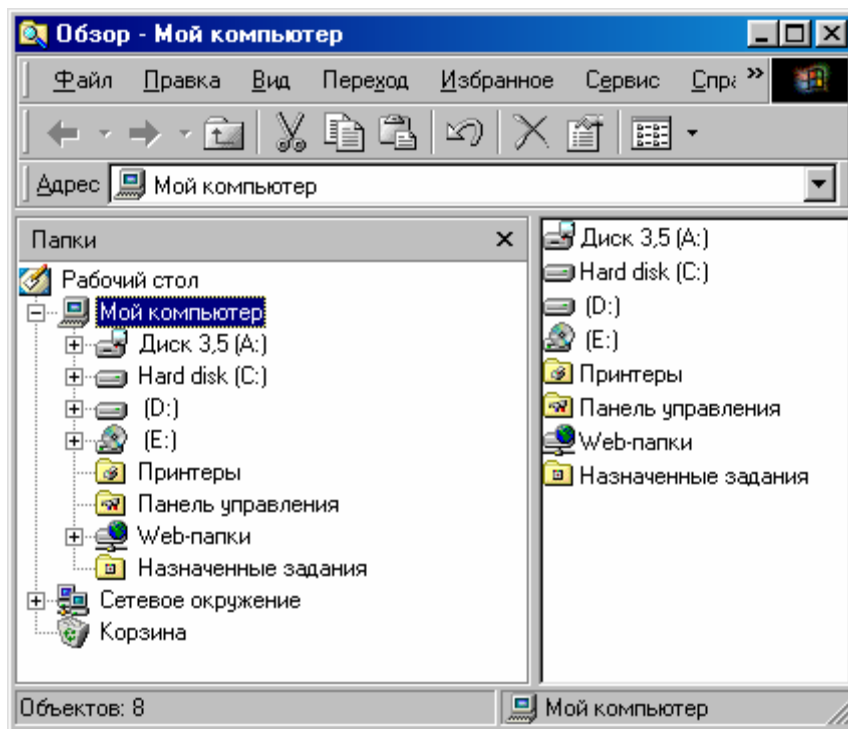 Обзор - Мой компьютер
Файл Правка Вид Переход Избранное Сервис Спра »
Адрес Мой компьютер
Папки
Рабочий стол
Мой компьютер
Диск 3,5 (A:)
Hard disk (C:)
(D:)
(E:)
Принтеры
Панель управления
Web-папки
Назначенные задания
Сетевое окружение
Корзина
Диск 3,5 (A:)
Hard disk (C:)
(D:)
(E:)
Принтеры
Панель управления
Web-папки
Назначенные задания
Объектов: 8
Мой компьютер